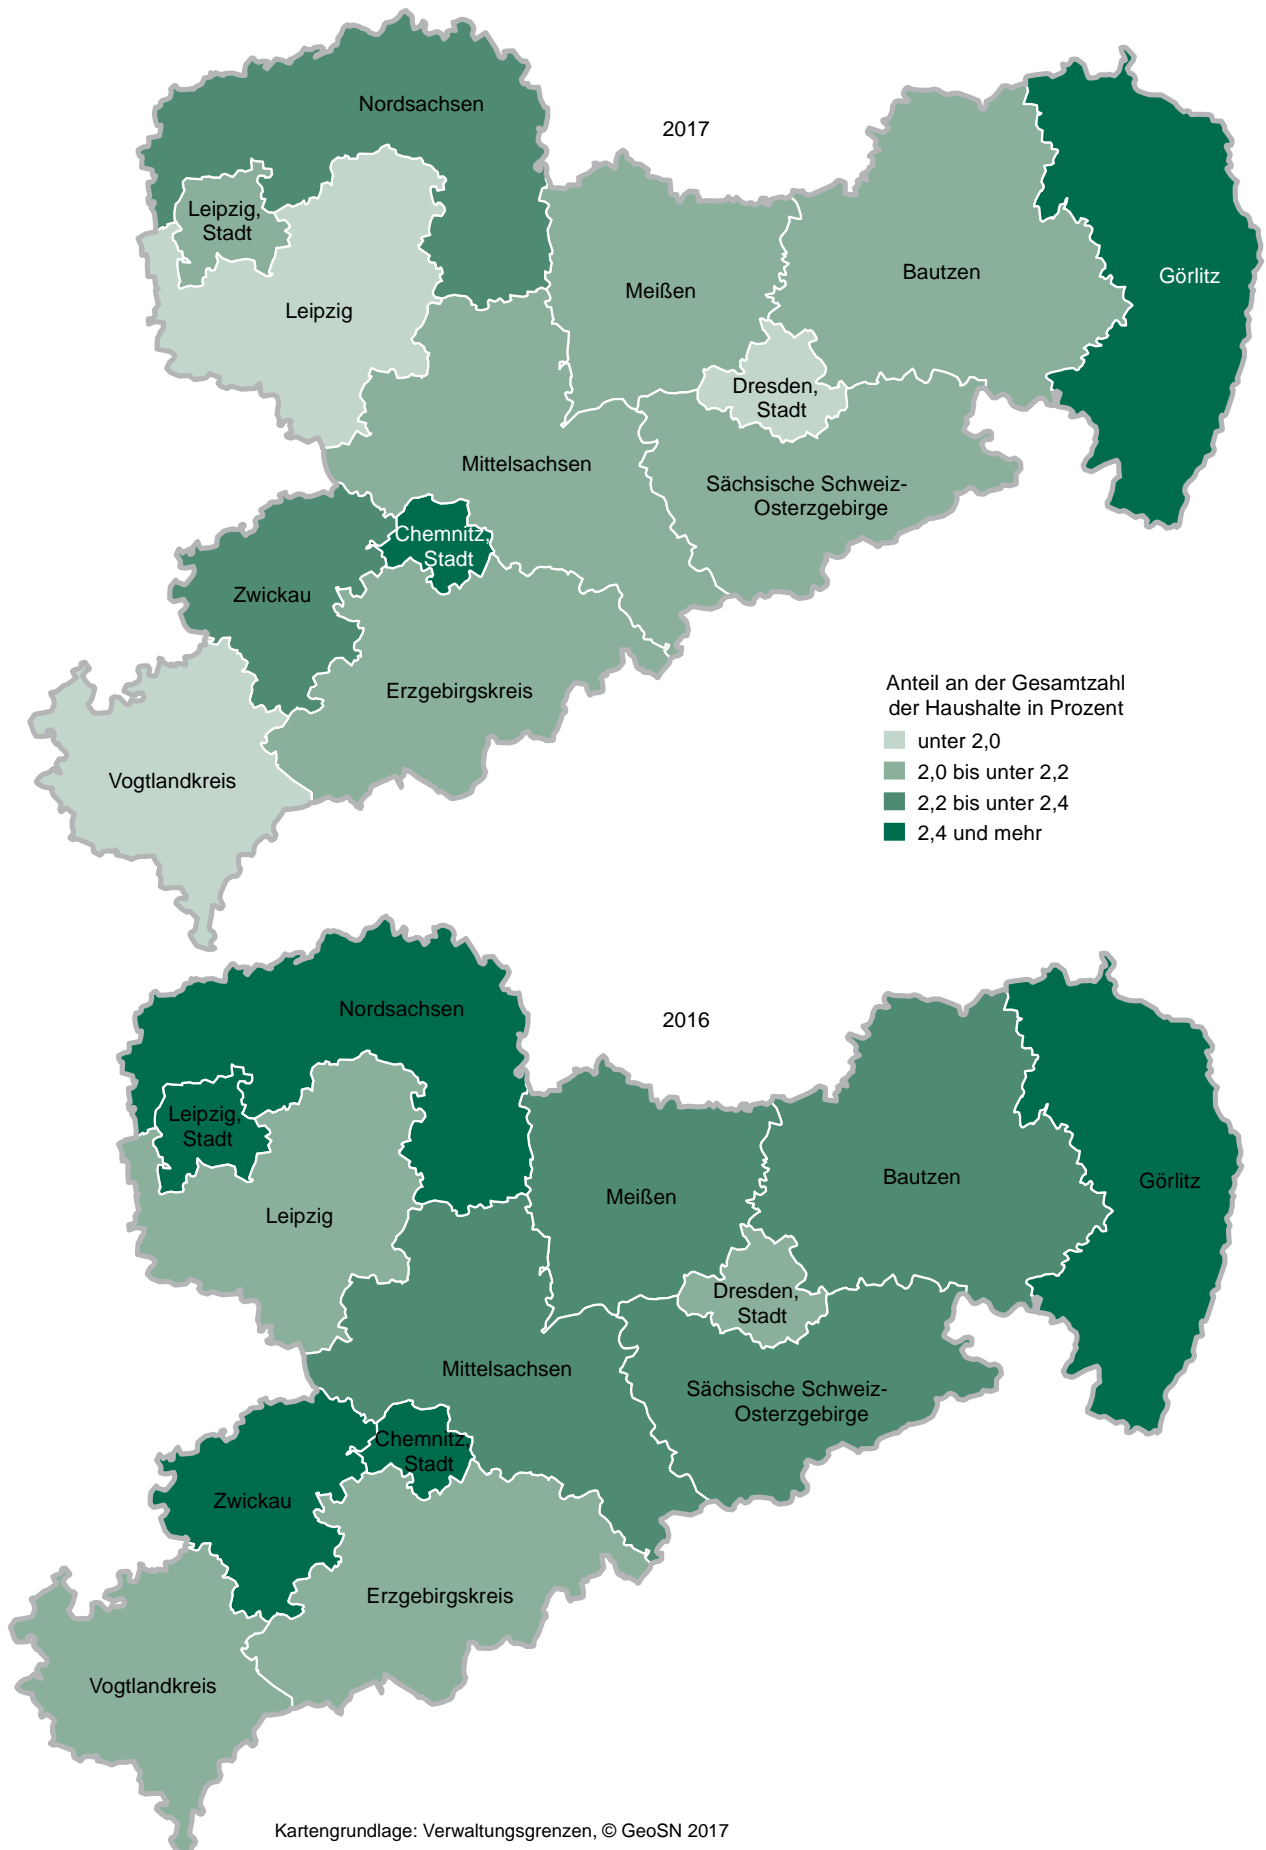 Nordsachsen
2017
Leipzig,
Stadt
Bautzen
Görlitz
Meißen
Leipzig
Dresden,
Stadt
Mittelsachsen
Sächsische Schweiz-
Osterzgebirge
Chemnitz,
Stadt
Zwickau
Erzgebirgskreis
Vogtlandkreis
Anteil an der Gesamtzahl
der Haushalte in Prozent
unter 2,0
2,0 bis unter 2,2
2,2 bis unter 2,4
2,4 und mehr
Nordsachsen
2016
Leipzig,
Stadt
Bautzen
Görlitz
Meißen
Leipzig
Dresden,
Stadt
Mittelsachsen
Sächsische Schweiz-
Osterzgebirge
Chemnitz,
Stadt
Zwickau
Erzgebirgskreis
Vogtlandkreis
Kartengrundlage: Verwaltungsgrenzen, © GeoSN 2017